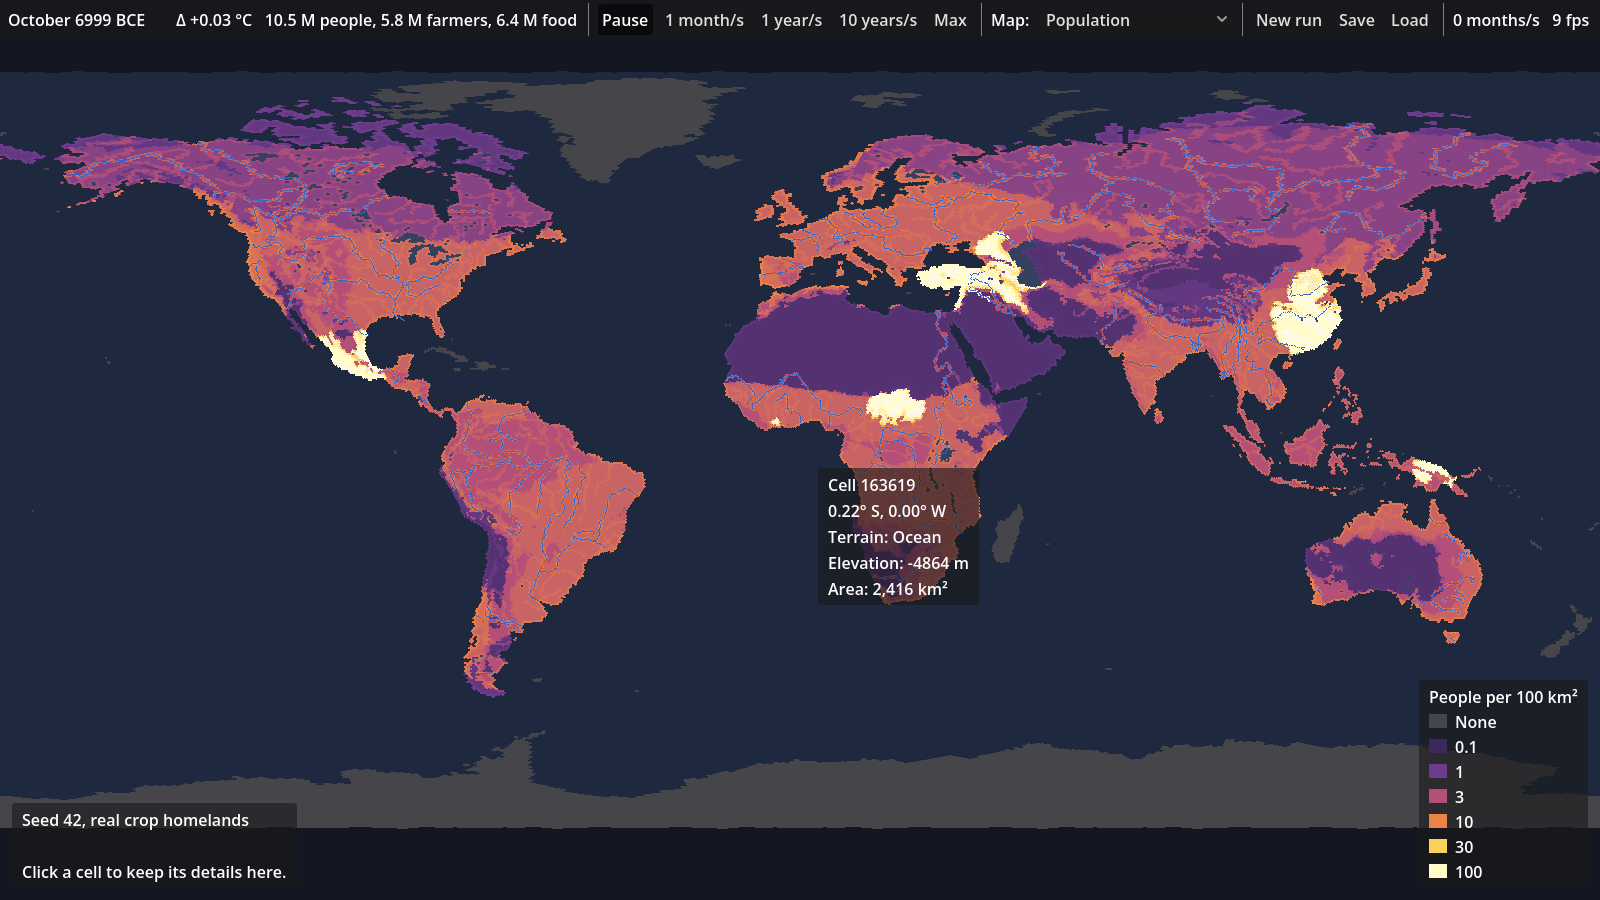 October 6999 BCE Δ +0.03 °C 10.5 M people, 5.8 M farmers, 6.4 M food Pause 1 month/s 1 year/s 10 years/s Max Map: Population New run Save Load 0 months/s 9 fps
Cell 163619
0.22° S, 0.00° W
Terrain: Ocean
Elevation: -4864 m
Area: 2,416 km²
People per 100 km²
None
0.1
1
3
10
30
100
Seed 42, real crop homelands
Click a cell to keep its details here.